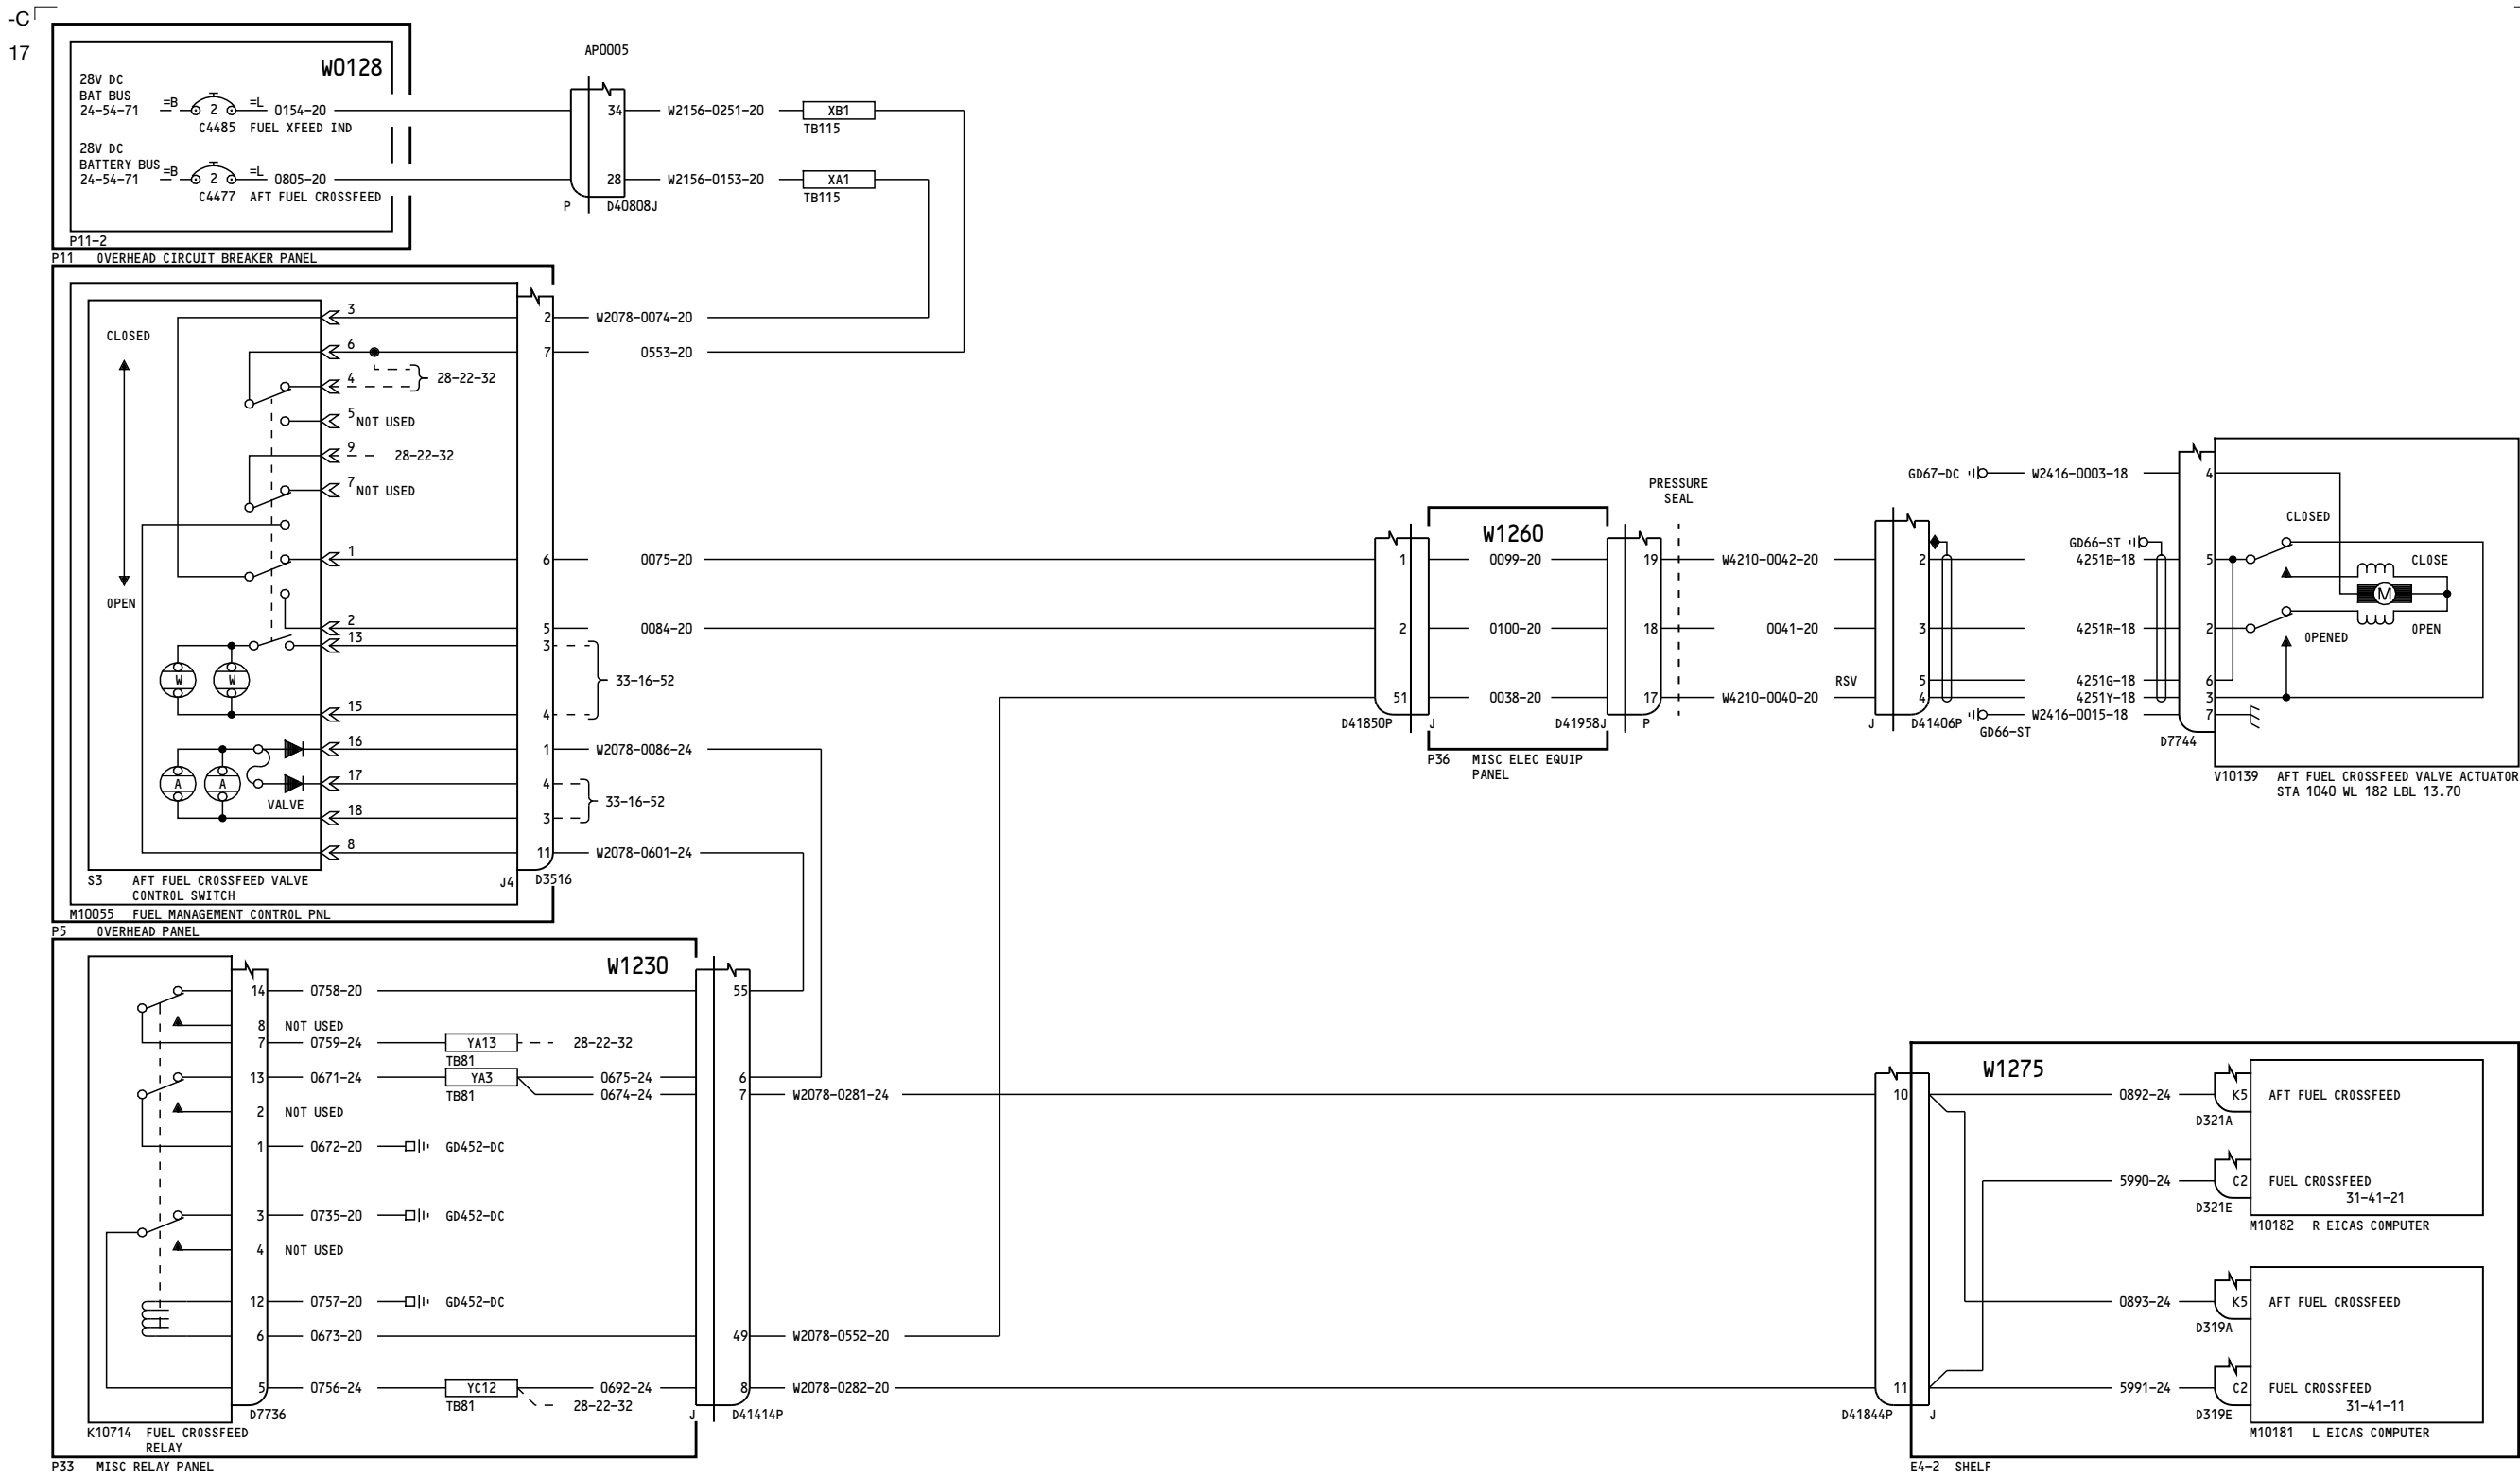 -C
17
W0128
28V DC
BAT BUS
24-54-71 =B 2 =L 0154-20
C4485 FUEL XFEED IND
28V DC
BATTERY BUS
24-54-71 =B 2 =L 0805-20
C4477 AFT FUEL CROSSFEED
P11-2
P11 OVERHEAD CIRCUIT BREAKER PANEL
AP0005
34 W2156-0251-20 XB1
TB115
28 W2156-0153-20 XA1
TB115
P D40808J
CLOSED
OPEN
3 2 W2078-0074-20
6 7 0553-20
4 28-22-32
5 NOT USED
9 28-22-32
7 NOT USED
1 6 0075-20
2 5 0084-20
13 3
W W 33-16-52
15 4
16 1 W2078-0086-24
17 4
A A VALVE 33-16-52
18 3
8 11 W2078-0601-24
S3 AFT FUEL CROSSFEED VALVE
CONTROL SWITCH
J4 D3516
M10055 FUEL MANAGEMENT CONTROL PNL
P5 OVERHEAD PANEL
W1260
1 0099-20 19
2 0100-20 18
51 0038-20 17
D41850P J D41958J P
P36 MISC ELEC EQUIP
PANEL
PRESSURE
SEAL
W4210-0042-20 2
0041-20 3
RSV 5
W4210-0040-20 4
J D41406P
GD67-DC W2416-0003-18 4
GD66-ST
4251B-18 5
4251R-18 2
4251G-18 6
4251Y-18 3
W2416-0015-18 7
GD66-ST
D7744
CLOSED
CLOSE
M
OPENED
OPEN
V10139 AFT FUEL CROSSFEED VALVE ACTUATOR
STA 1040 WL 182 LBL 13.70
W1230
14 0758-20 55
8 NOT USED
7 0759-24 YA13 28-22-32
TB81
13 0671-24 YA3 0675-24 6
TB81 0674-24 7 W2078-0281-24
2 NOT USED
1 0672-20 GD452-DC
3 0735-20 GD452-DC
4 NOT USED
12 0757-20 GD452-DC
6 0673-20 49 W2078-0552-20
5 0756-24 YC12 0692-24 8 W2078-0282-20
TB81 28-22-32
D7736
J D41414P
K10714 FUEL CROSSFEED
RELAY
P33 MISC RELAY PANEL
W1275
10 0892-24 K5 AFT FUEL CROSSFEED
D321A
5990-24 C2 FUEL CROSSFEED
31-41-21
D321E
M10182 R EICAS COMPUTER
0893-24 K5 AFT FUEL CROSSFEED
D319A
11 5991-24 C2 FUEL CROSSFEED
31-41-11
D41844P J
D319E
M10181 L EICAS COMPUTER
E4-2 SHELF